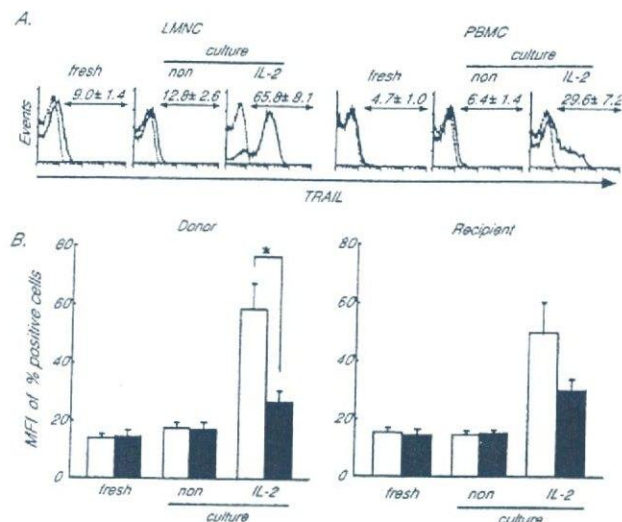 A.
LMNC PBMC
culture culture
fresh non IL-2 fresh non IL-2
9.0± 1.4 12.8± 2.6 65.8± 8.1 4.7± 1.0 6.4± 1.4 29.6± 7.2
Events
TRAIL
B.
Donor Recipient
MFI of % positive cells
80 80
60 60
40 40
20 20
0 0
*
fresh non IL-2 fresh non IL-2
culture culture